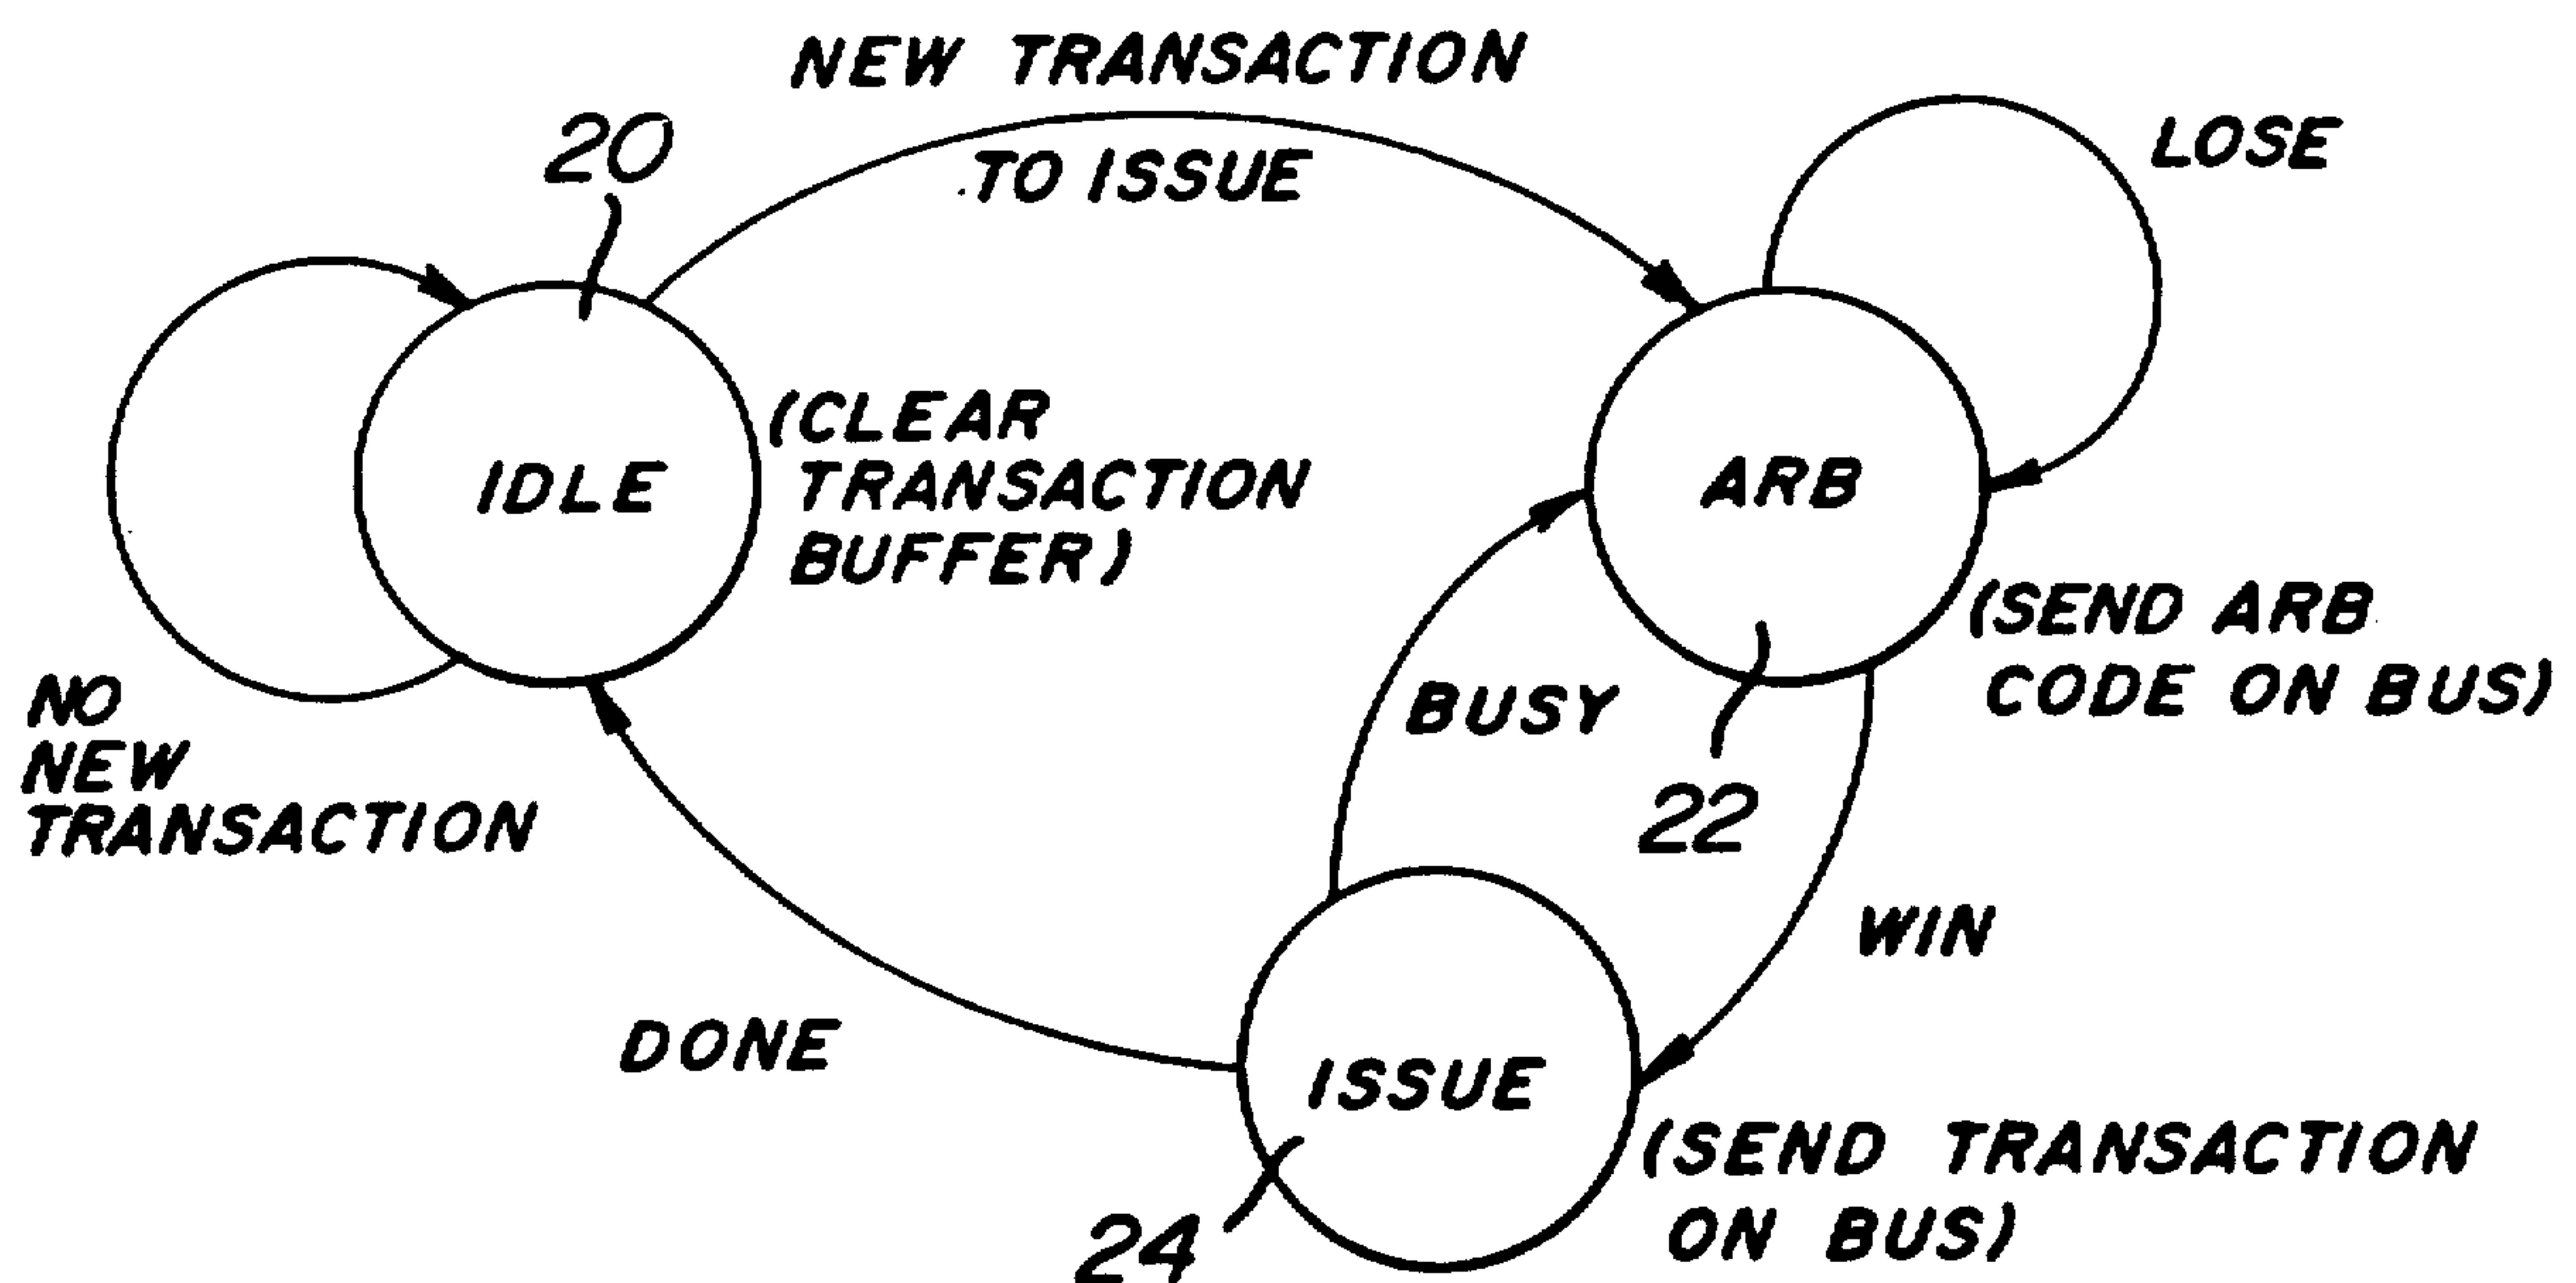 NEW TRANSACTION
TO ISSUE
20
LOSE
IDLE
(CLEAR
TRANSACTION
BUFFER)
ARB
(SEND ARB
CODE ON BUS)
NO
NEW
TRANSACTION
BUSY
22
WIN
DONE
ISSUE
(SEND TRANSACTION
ON BUS)
24